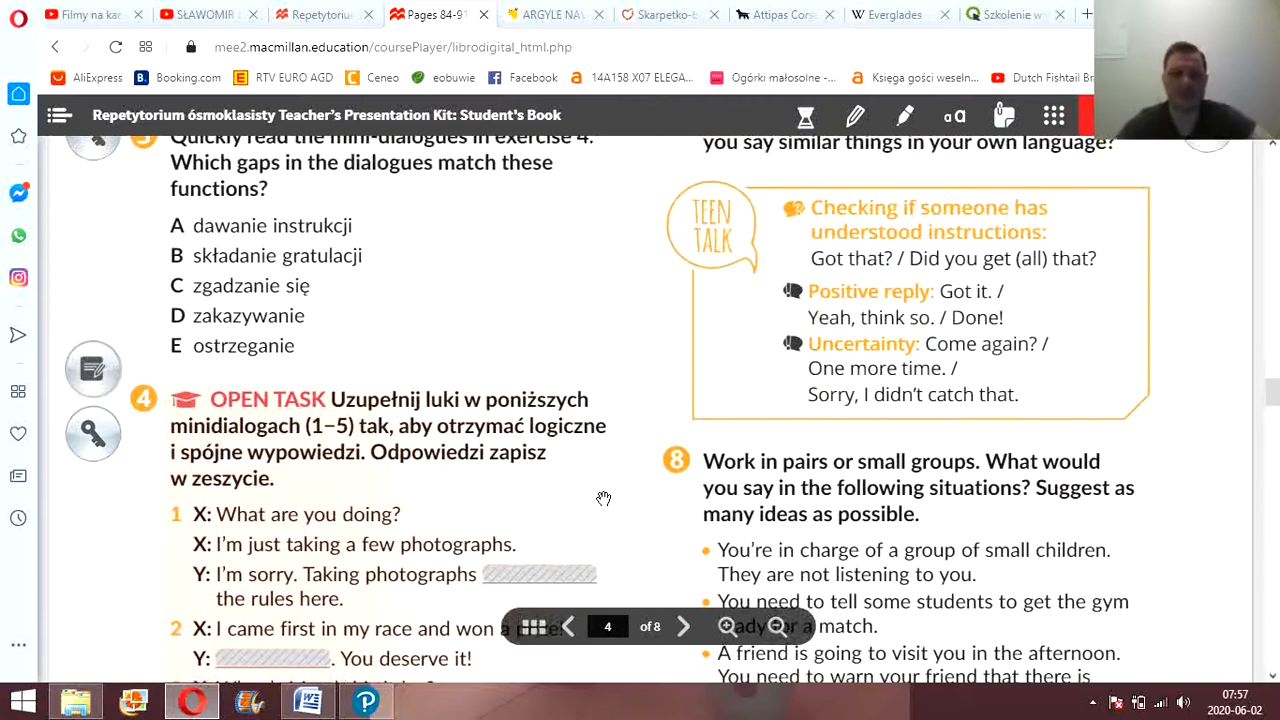 Filmy na ka
SŁAWOMIR
Repetytoriu
Pages 84-91
ARGYLE NA
Skarpetko-b
Attipas Cors
Everglades
Szkolenie w
mee2.macmillan.education/coursePlayer/librodigital_html.php
AliExpress
Booking.com
RTV EURO AGD
Ceneo
eobuwie
Facebook
14A158 X07 ELEGA...
Ogórki małosolne -...
Księga gości weseln...
Dutch Fishtail Br
Repetytorium ósmoklasisty Teacher's Presentation Kit: Student's Book
Quickly read the mini-dialogues in exercise 4.
Which gaps in the dialogues match these
functions?
A dawanie instrukcji
B składanie gratulacji
C zgadzanie się
D zakazywanie
E ostrzeganie
4 OPEN TASK Uzupełnij luki w poniższych
minidialogach (1–5) tak, aby otrzymać logiczne
i spójne wypowiedzi. Odpowiedzi zapisz
w zeszycie.
1 X: What are you doing?
X: I'm just taking a few photographs.
Y: I'm sorry. Taking photographs
the rules here.
2 X: I came first in my race and won a
Y: . You deserve it!
you say similar things in your own language?
TEEN
TALK
Checking if someone has
understood instructions:
Got that? / Did you get (all) that?
Positive reply: Got it. /
Yeah, think so. / Done!
Uncertainty: Come again? /
One more time. /
Sorry, I didn't catch that.
8 Work in pairs or small groups. What would
you say in the following situations? Suggest as
many ideas as possible.
• You're in charge of a group of small children.
They are not listening to you.
• You need to tell some students to get the gym
ready for a match.
• A friend is going to visit you in the afternoon.
You need to warn your friend that there is
4 of 8
07:57
2020-06-02